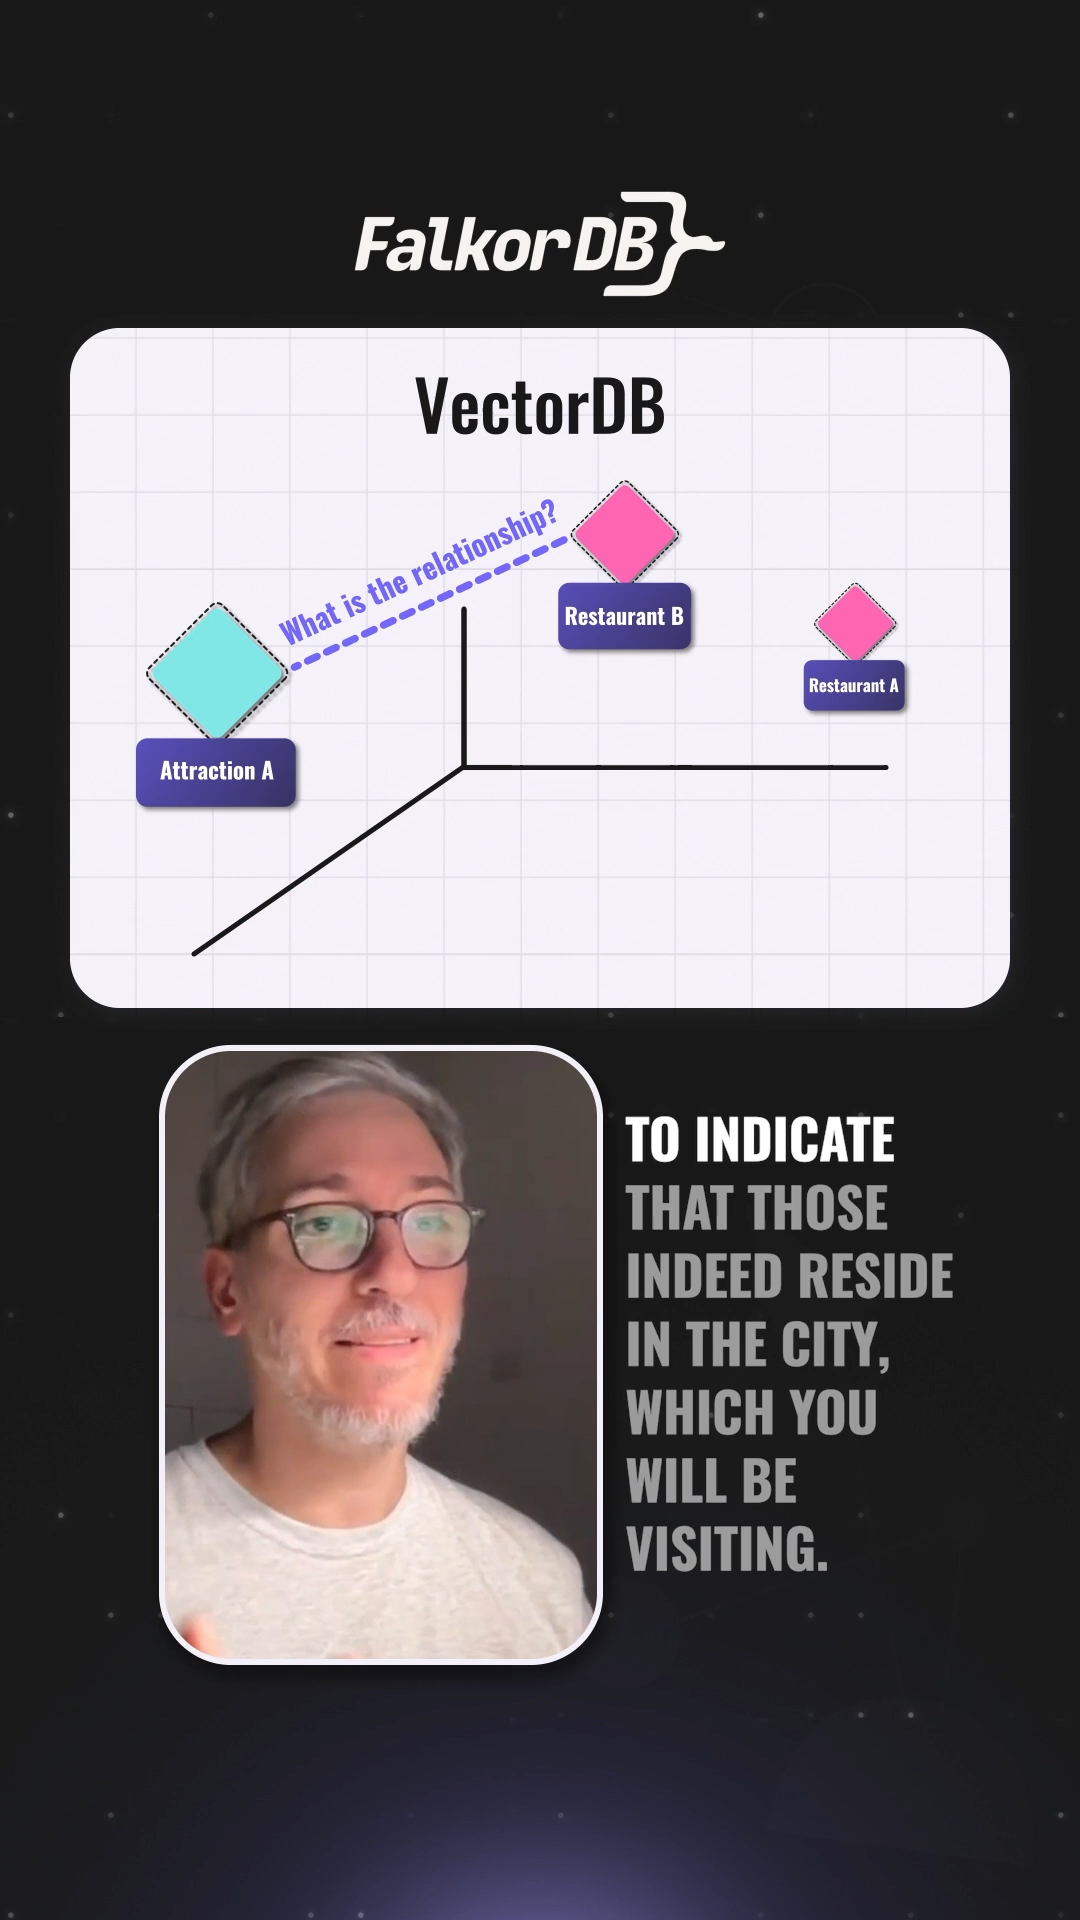 FalkorDB
VectorDB
What is the relationship?
Restaurant B
Restaurant A
Attraction A
TO INDICATE
THAT THOSE
INDEED RESIDE
IN THE CITY,
WHICH YOU
WILL BE
VISITING.